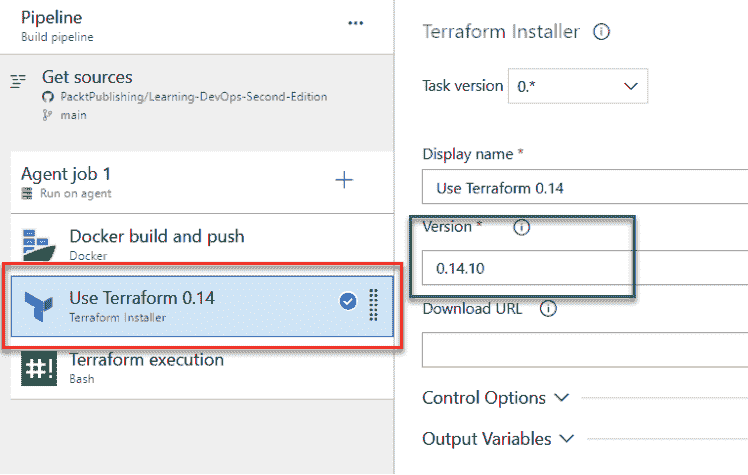 Pipeline
...
Build pipeline
Get sources
PacktPublishing/Learning-DevOps-Second-Edition
main
Agent job 1
Run on agent
Docker build and push
Docker
Use Terraform 0.14
Terraform Installer
#!
Terraform execution
Bash
Terraform Installer
Task version
0.*
Display name *
Use Terraform 0.14
Version *
0.14.10
Download URL
Control Options
Output Variables